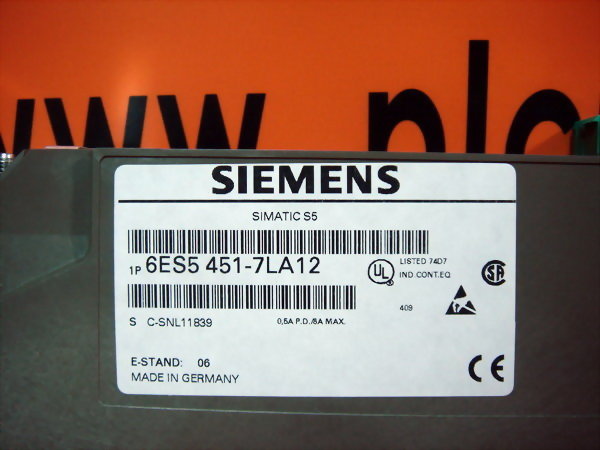 www. plc
SIEMENS
SIMATIC S5
1P 6ES5 451-7LA12
UL LISTED 74D7
IND.CONT.EQ
409
S C-SNL11839
0,5A P.D./8A MAX.
E-STAND: 06
MADE IN GERMANY
CE